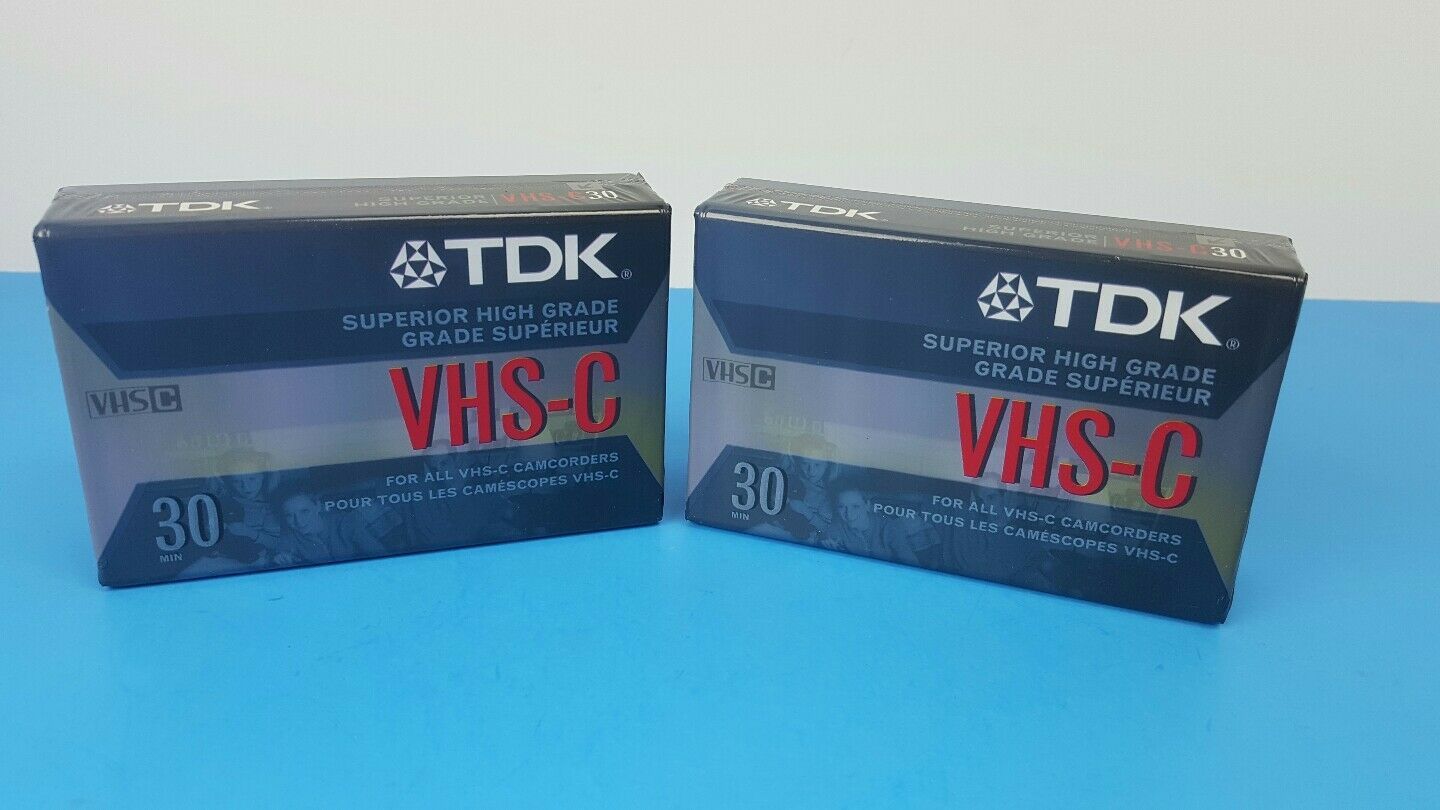 TDK SUPERIOR HIGH GRADE | VHS-C30
TDK®
SUPERIOR HIGH GRADE
GRADE SUPÉRIEUR
VHSC
VHS-C
FOR ALL VHS-C CAMCORDERS
POUR TOUS LES CAMÉSCOPES VHS-C
30
MIN
TDK SUPERIOR HIGH GRADE | VHS-C30
TDK®
SUPERIOR HIGH GRADE
GRADE SUPÉRIEUR
VHSC
VHS-C
30
MIN
FOR ALL VHS-C CAMCORDERS
POUR TOUS LES CAMÉSCOPES VHS-C